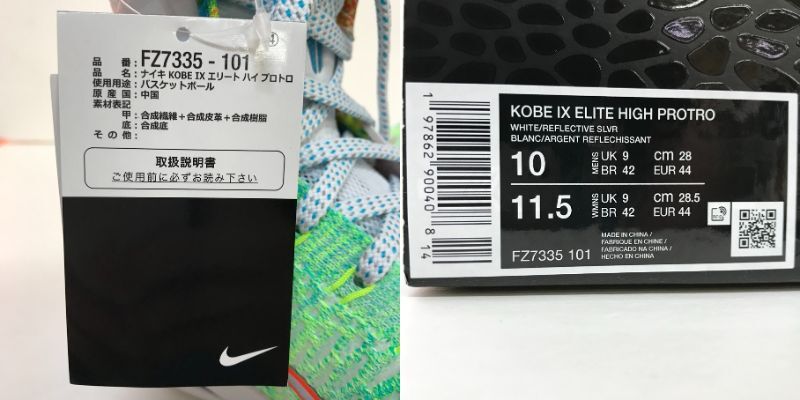 品番:FZ7335-101
品名:ナイキ KOBE IX エリート ハイ プロトロ
使用用途:バスケットボール
原産国:中国
素材表記
甲:合成繊維+合成皮革+合成樹脂
底:合成底
その他:
取扱説明書
ご使用前に必ずお読み下さい
KOBE IX ELITE HIGH PROTRO
WHITE/REFLECTIVE SLVR
BLANC/ARGENT REFLECHISSANT
10 MENS UK 9 CM 28
BR 42 EUR 44
11.5 WMNS UK 9 CM 28.5
BR 42 EUR 44
MADE IN CHINA /
FABRIQUE EN CHINE /
FABRICADO NA CHINA /
HECHO EN CHINA
FZ7335 101
1 97862 90040 8 14